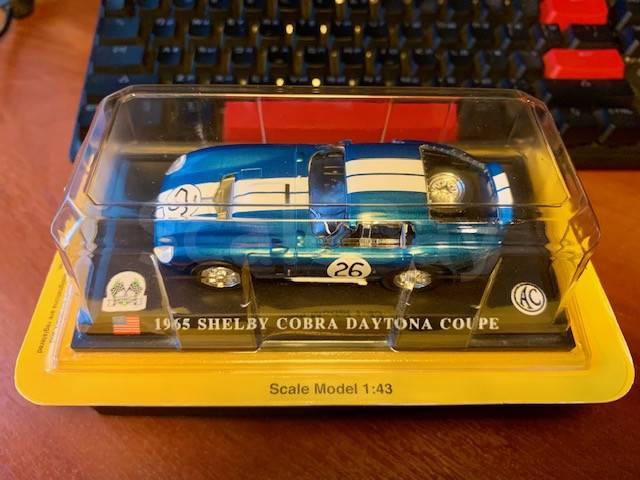 26
AC
1965 SHELBY COBRA DAYTONA COUPE
Scale Model 1:43